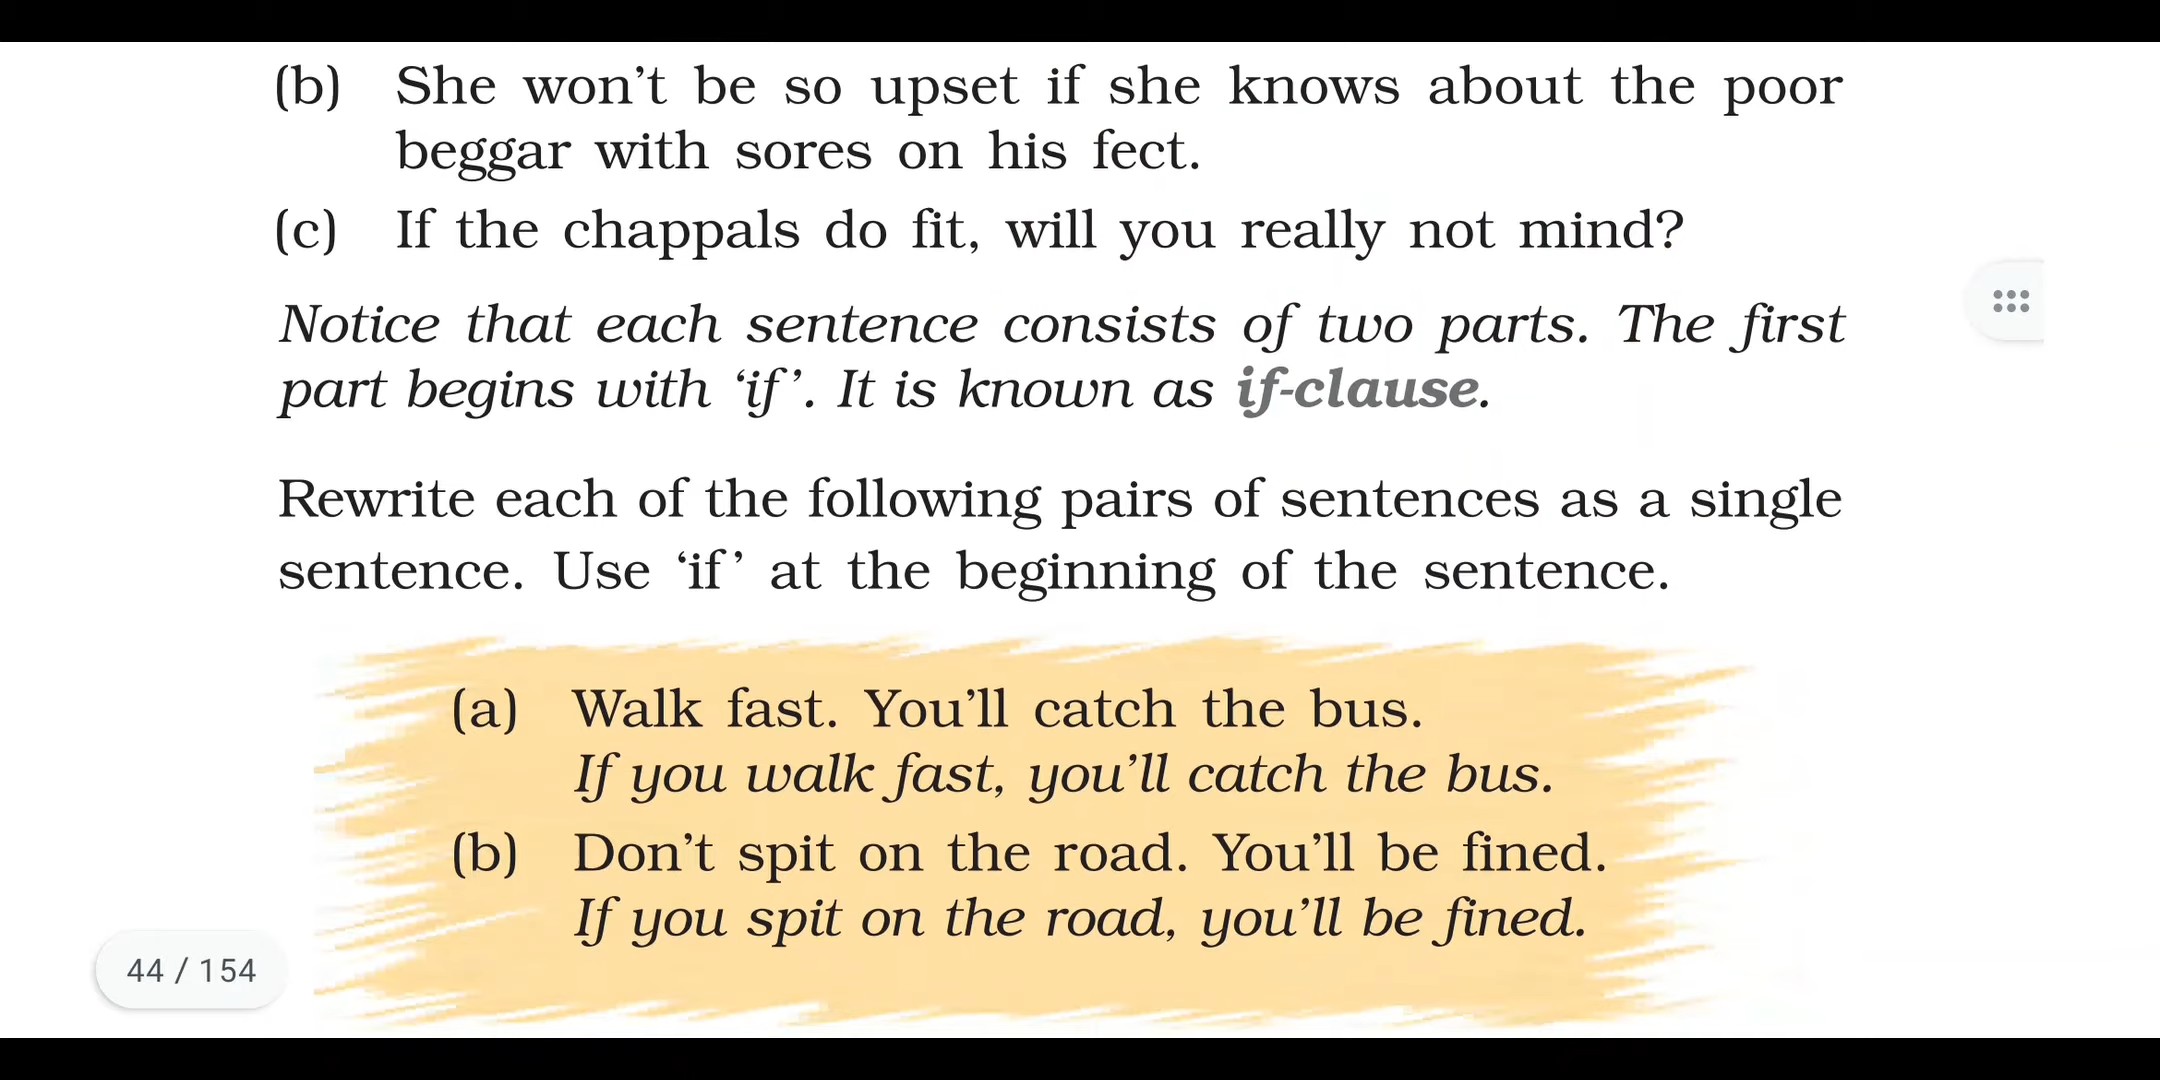 (b) She won’t be so upset if she knows about the poor
beggar with sores on his fect.
(c) If the chappals do fit, will you really not mind?
Notice that each sentence consists of two parts. The first
part begins with ‘if’. It is known as if-clause.
Rewrite each of the following pairs of sentences as a single
sentence. Use ‘if’ at the beginning of the sentence.
(a) Walk fast. You’ll catch the bus.
If you walk fast, you’ll catch the bus.
(b) Don’t spit on the road. You’ll be fined.
If you spit on the road, you’ll be fined.
44 / 154